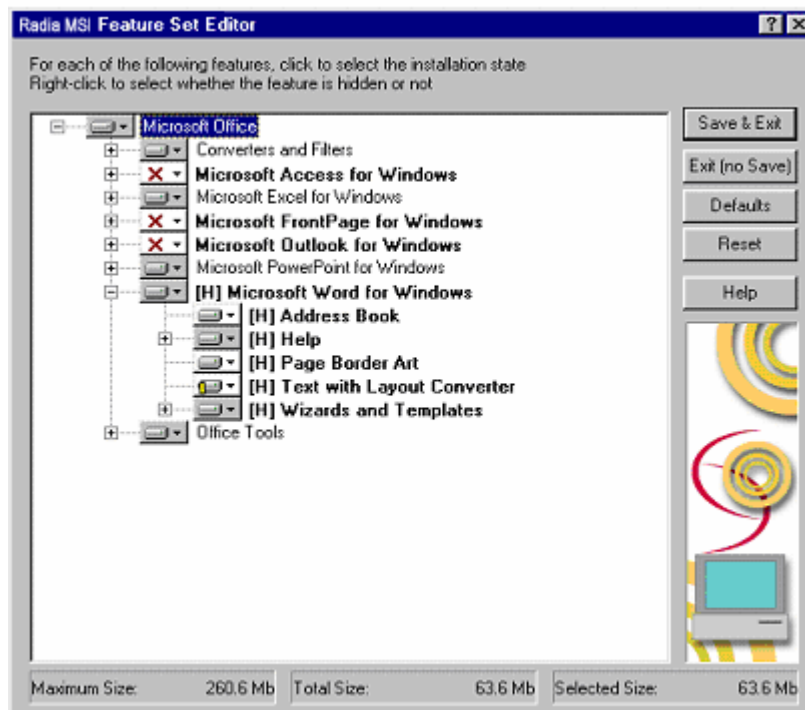 Radia MSI Feature Set Editor
For each of the following features, click to select the installation state
Right-click to select whether the feature is hidden or not
Microsoft Office
Converters and Filters
Microsoft Access for Windows
Microsoft Excel for Windows
Microsoft FrontPage for Windows
Microsoft Outlook for Windows
Microsoft PowerPoint for Windows
[H] Microsoft Word for Windows
[H] Address Book
[H] Help
[H] Page Border Art
[H] Text with Layout Converter
[H] Wizards and Templates
Office Tools
Save & Exit
Exit (no Save)
Defaults
Reset
Help
Maximum Size: 260.6 Mb Total Size: 63.6 Mb Selected Size: 63.6 Mb